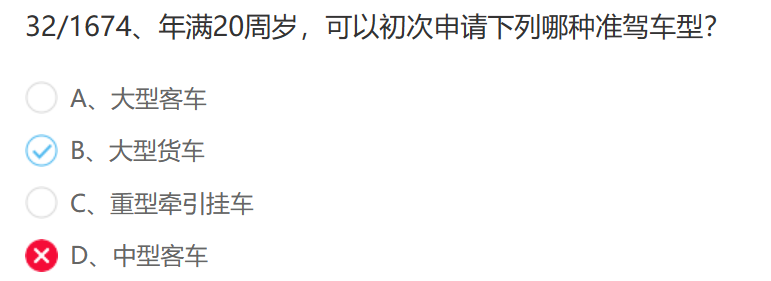 32/1674、年满20周岁，可以初次申请下列哪种准驾车型？
A、大型客车
B、大型货车
C、重型牵引挂车
D、中型客车